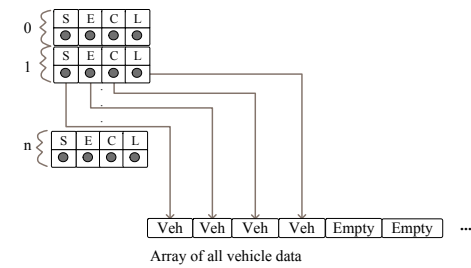 S E C L
0
S E C L
1
.
.
.
n
S E C L
Veh Veh Veh Veh Empty Empty ...
Array of all vehicle data